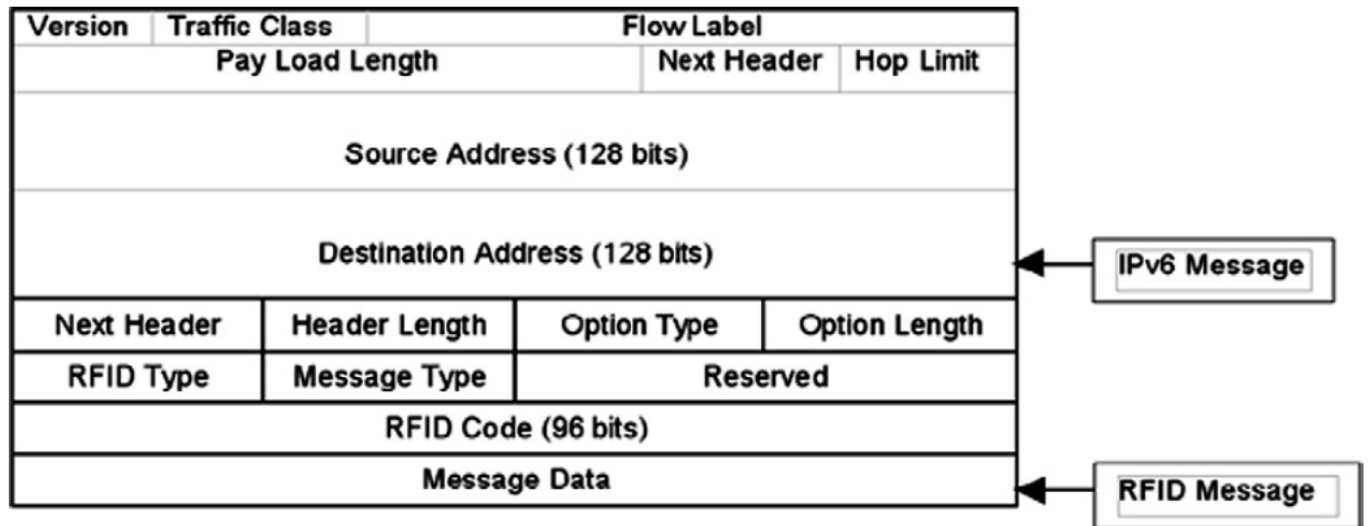 Version Traffic Class Flow Label
Pay Load Length Next Header Hop Limit
Source Address (128 bits)
Destination Address (128 bits)
IPv6 Message
Next Header Header Length Option Type Option Length
RFID Type Message Type Reserved
RFID Code (96 bits)
Message Data
RFID Message